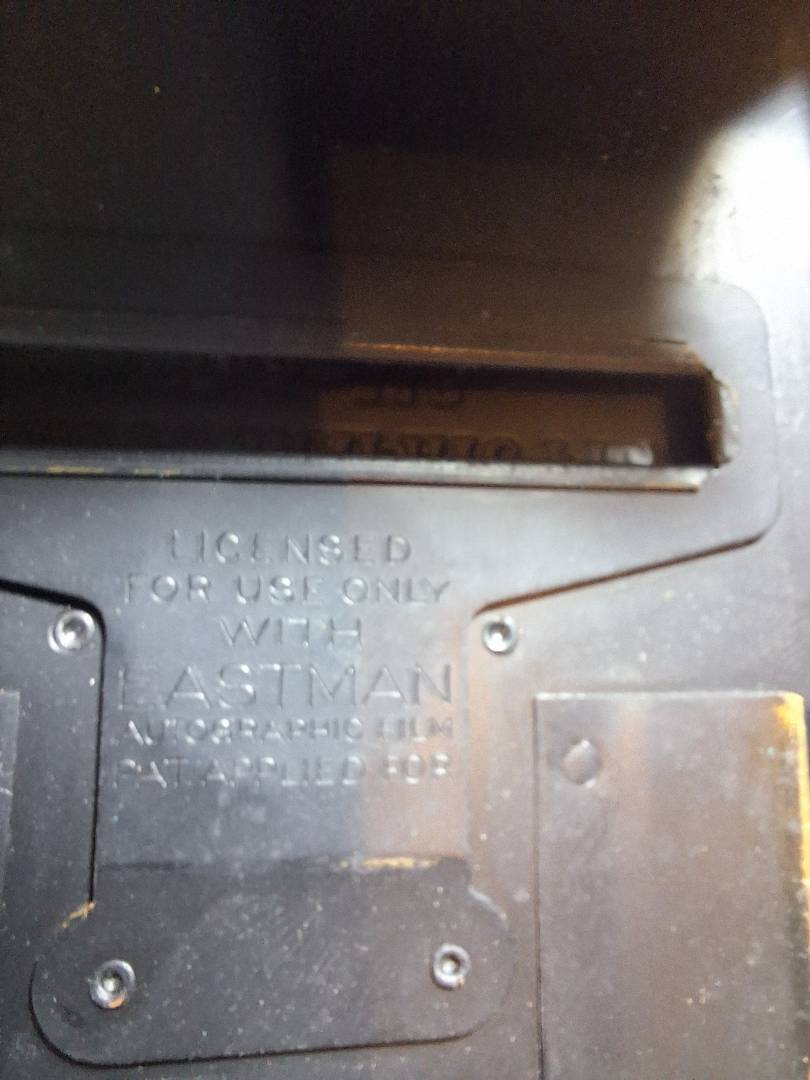 LICENSED
FOR USE ONLY
WITH
EASTMAN
AUTOGRAPHIC FILM
PAT. APPLIED FOR